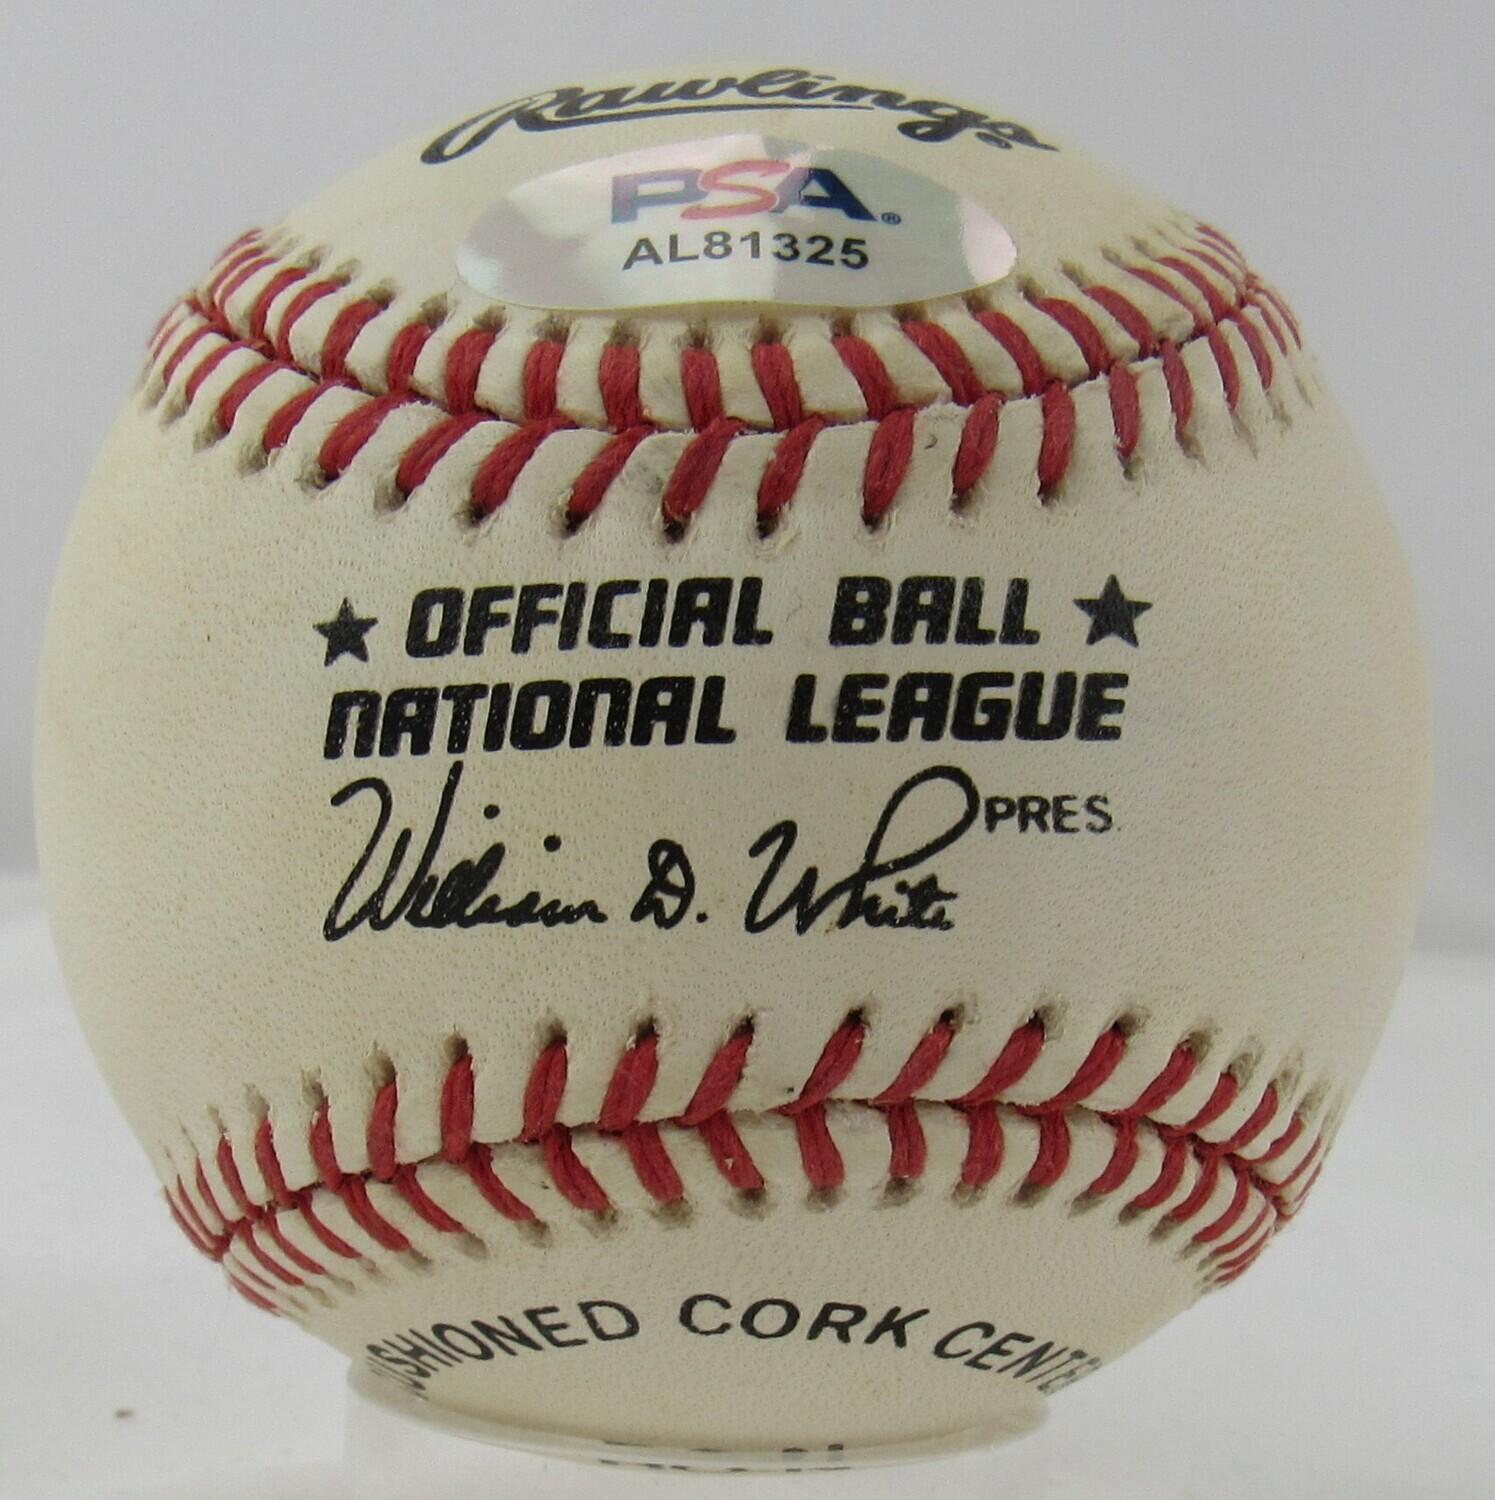 Rawlings
PSA®
AL81325
★ OFFICIAL BALL ★
NATIONAL LEAGUE
William D. White PRES.
CUSHIONED CORK CENTER